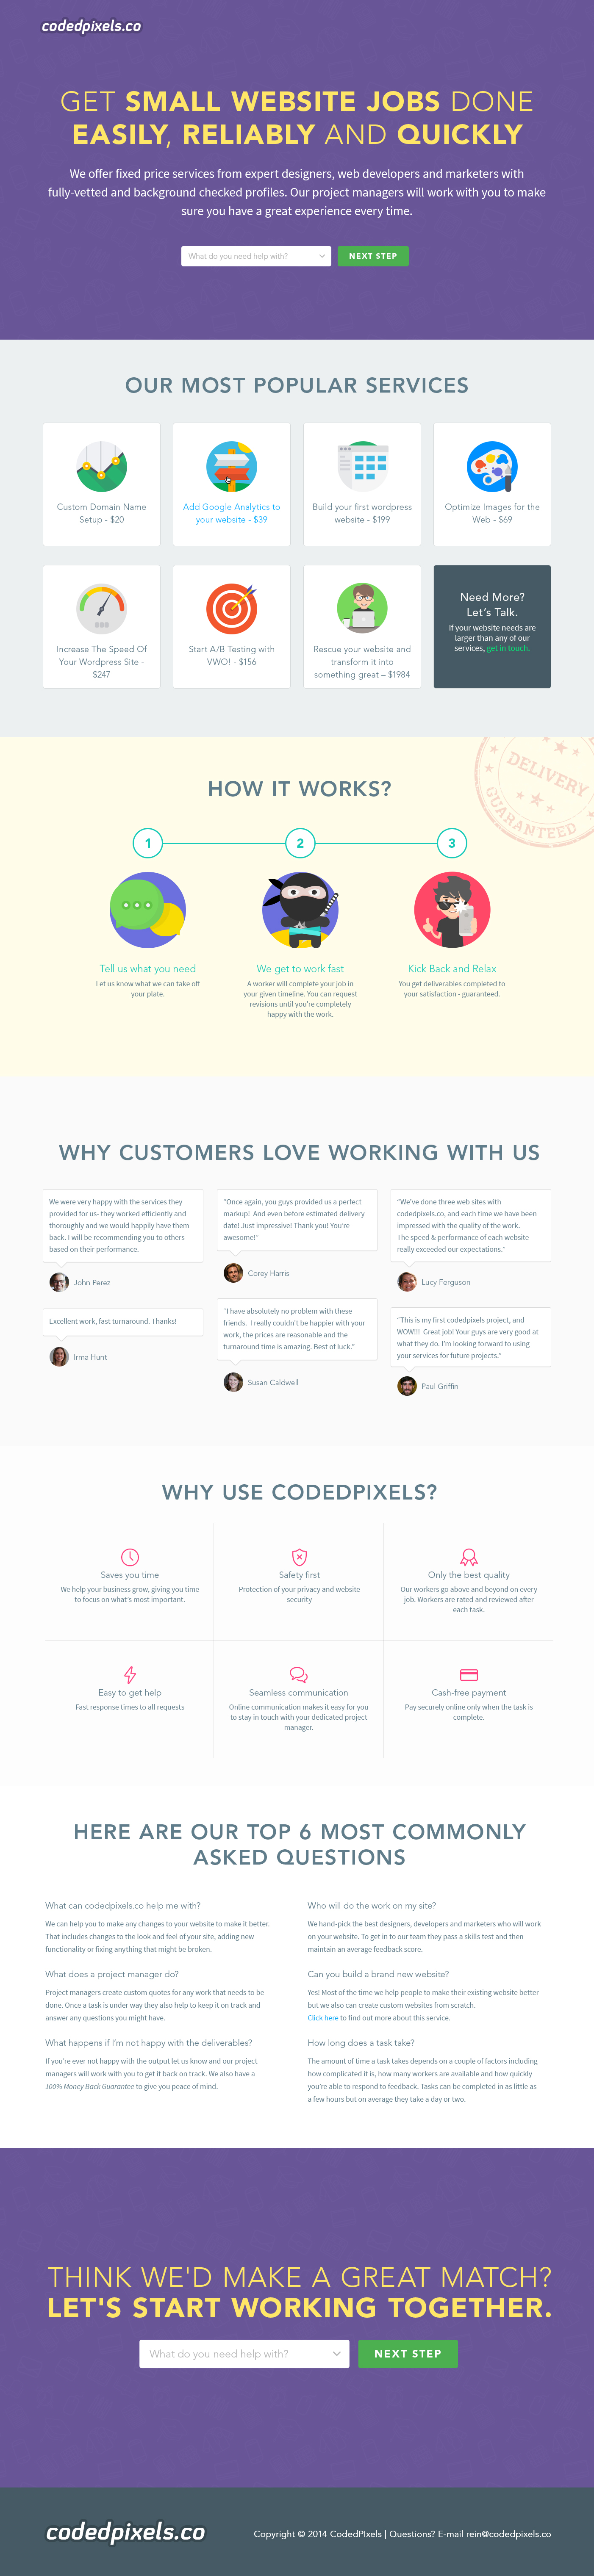 codedpixels.co
GET SMALL WEBSITE JOBS DONE
EASILY, RELIABLY AND QUICKLY
We offer fixed price services from expert designers, web developers and marketers with
fully-vetted and background checked profiles. Our project managers will work with you to make
sure you have a great experience every time.
What do you need help with?
NEXT STEP
OUR MOST POPULAR SERVICES
Custom Domain Name
Setup - $20
Add Google Analytics to
your website - $39
Build your first wordpress
website - $199
Optimize Images for the
Web - $69
Increase The Speed Of
Your Wordpress Site -
$247
Start A/B Testing with
VWO! - $156
Rescue your website and
transform it into
something great – $1984
Need More?
Let's Talk.
If your website needs are
larger than any of our
services, get in touch.
DELIVERY
GUARANTEED
HOW IT WORKS?
1
2
3
Tell us what you need
Let us know what we can take off
your plate.
We get to work fast
A worker will complete your job in
your given timeline. You can request
revisions until you're completely
happy with the work.
Kick Back and Relax
You get deliverables completed to
your satisfaction - guaranteed.
WHY CUSTOMERS LOVE WORKING WITH US
We were very happy with the services they
provided for us- they worked efficiently and
thoroughly and we would happily have them
back. I will be recommending you to others
based on their performance.
John Perez
Excellent work, fast turnaround. Thanks!
Irma Hunt
“Once again, you guys provided us a perfect
markup! And even before estimated delivery
date! Just impressive! Thank you! You're
awesome!”
Corey Harris
“I have absolutely no problem with these
friends. I really couldn't be happier with your
work, the prices are reasonable and the
turnaround time is amazing. Best of luck.”
Susan Caldwell
“We've done three web sites with
codedpixels.co, and each time we have been
impressed with the quality of the work.
The speed & performance of each website
really exceeded our expectations.”
Lucy Ferguson
“This is my first codedpixels project, and
WOW!!! Great job! Your guys are very good at
what they do. I'm looking forward to using
your services for future projects.”
Paul Griffin
WHY USE CODEDPIXELS?
Saves you time
We help your business grow, giving you time
to focus on what's most important.
Safety first
Protection of your privacy and website
security
Only the best quality
Our workers go above and beyond on every
job. Workers are rated and reviewed after
each task.
Easy to get help
Fast response times to all requests
Seamless communication
Online communication makes it easy for you
to stay in touch with your dedicated project
manager.
Cash-free payment
Pay securely online only when the task is
complete.
HERE ARE OUR TOP 6 MOST COMMONLY
ASKED QUESTIONS
What can codedpixels.co help me with?
We can help you to make any changes to your website to make it better.
That includes changes to the look and feel of your site, adding new
functionality or fixing anything that might be broken.
What does a project manager do?
Project managers create custom quotes for any work that needs to be
done. Once a task is under way they also help to keep it on track and
answer any questions you might have.
What happens if I'm not happy with the deliverables?
If you're ever not happy with the output let us know and our project
managers will work with you to get it back on track. We also have a
100% Money Back Guarantee to give you peace of mind.
Who will do the work on my site?
We hand-pick the best designers, developers and marketers who will work
on your website. To get in to our team they pass a skills test and then
maintain an average feedback score.
Can you build a brand new website?
Yes! Most of the time we help people to make their existing website better
but we also can create custom websites from scratch.
Click here to find out more about this service.
How long does a task take?
The amount of time a task takes depends on a couple of factors including
how complicated it is, how many workers are available and how quickly
you're able to respond to feedback. Tasks can be completed in as little as
a few hours but on average they take a day or two.
THINK WE'D MAKE A GREAT MATCH?
LET'S START WORKING TOGETHER.
What do you need help with?
NEXT STEP
codedpixels.co
Copyright © 2014 CodedPixels | Questions? E-mail rein@codedpixels.co